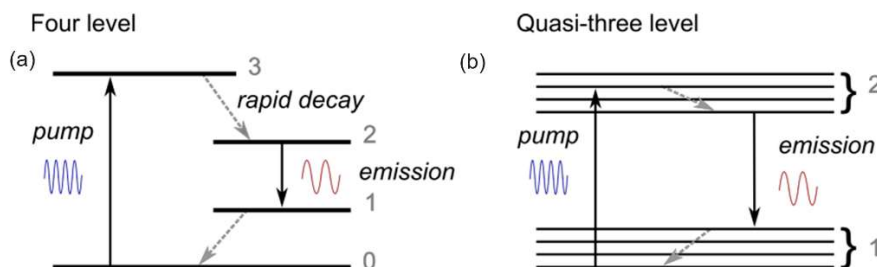 Four level
(a)
3
rapid decay
pump
2
emission
1
0
Quasi-three level
(b)
2
pump
emission
1